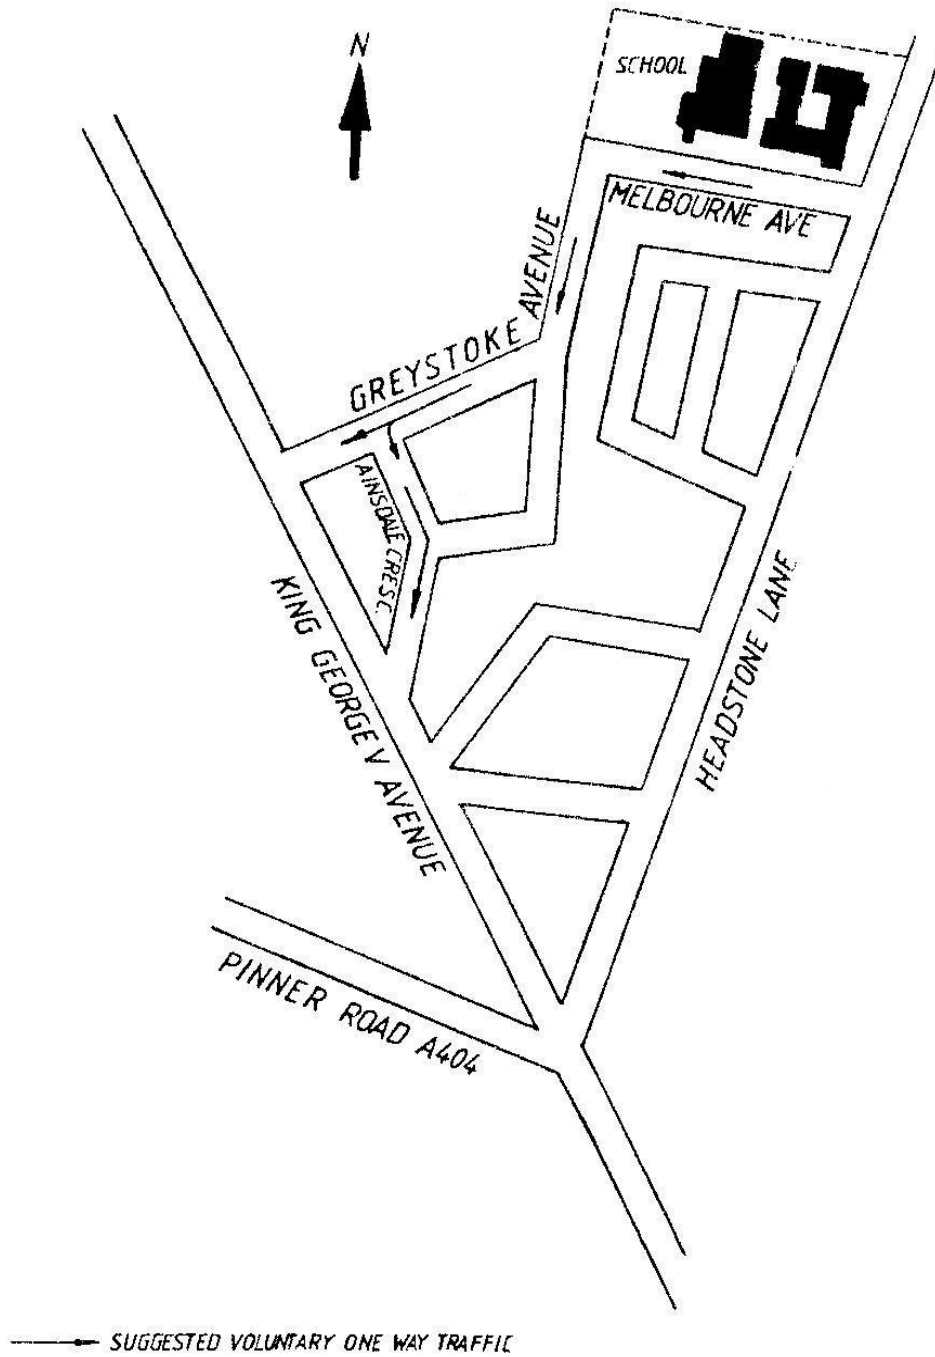 N
SCHOOL
MELBOURNE AVE
GREYSTOKE AVENUE
AINSDALE CRESC.
KING GEORGE V AVENUE
HEADSTONE LANE
PINNER ROAD A404
SUGGESTED VOLUNTARY ONE WAY TRAFFIC